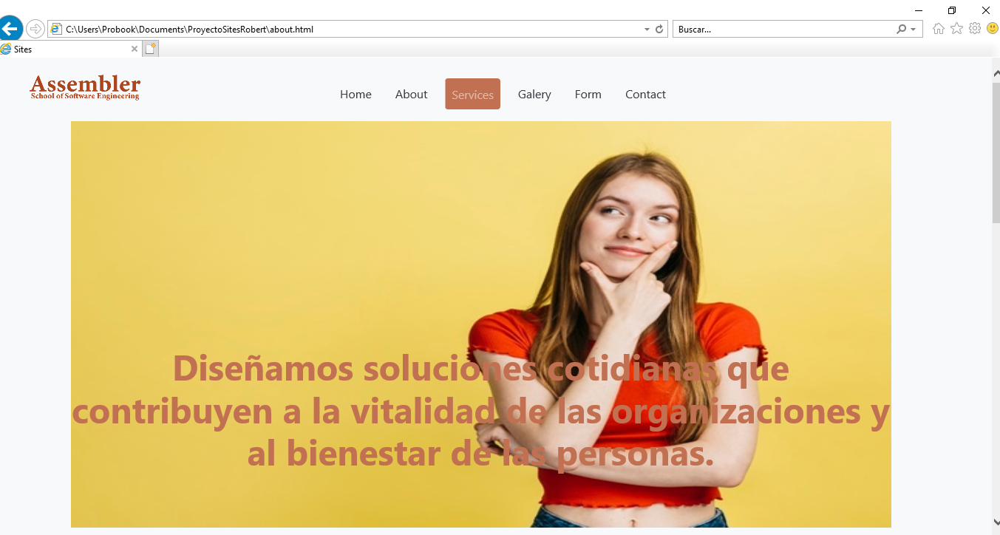 C:\Users\Probook\Documents\ProyectoSitesRobert\about.html
Buscar...
Sites
Assembler
School of Software Engineering
Home About Services Galery Form Contact
Diseñamos soluciones cotidianas que
contribuyen a la vitalidad de las organizaciones y
al bienestar de las personas.